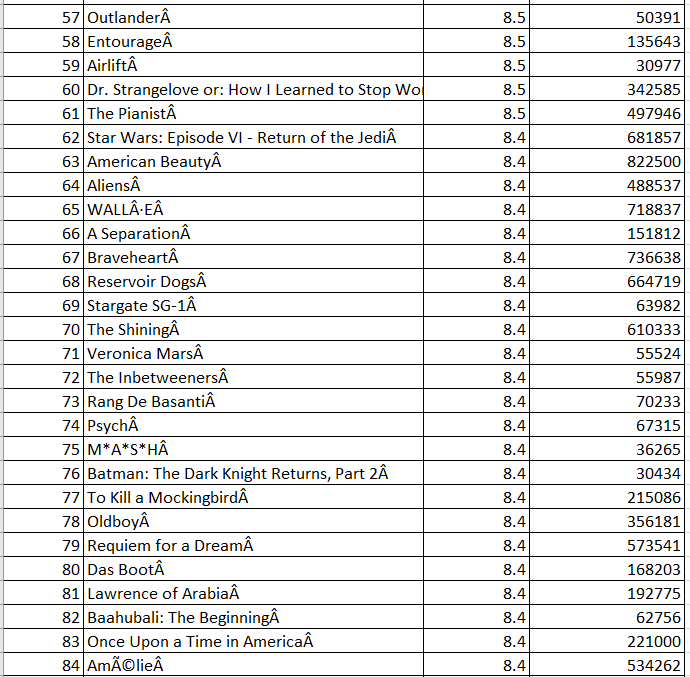 57 OutlanderÂ 8.5 50391
58 EntourageÂ 8.5 135643
59 AirliftÂ 8.5 30977
60 Dr. Strangelove or: How I Learned to Stop Wor 8.5 342585
61 The PianistÂ 8.5 497946
62 Star Wars: Episode VI - Return of the JediÂ 8.4 681857
63 American BeautyÂ 8.4 822500
64 AliensÂ 8.4 488537
65 WALLÂ·EÂ 8.4 718837
66 A SeparationÂ 8.4 151812
67 BraveheartÂ 8.4 736638
68 Reservoir DogsÂ 8.4 664719
69 Stargate SG-1Â 8.4 63982
70 The ShiningÂ 8.4 610333
71 Veronica MarsÂ 8.4 55524
72 The InbetweenersÂ 8.4 55987
73 Rang De BasantiÂ 8.4 70233
74 PsychÂ 8.4 67315
75 M*A*S*HÂ 8.4 36265
76 Batman: The Dark Knight Returns, Part 2Â 8.4 30434
77 To Kill a MockingbirdÂ 8.4 215086
78 OldboyÂ 8.4 356181
79 Requiem for a DreamÂ 8.4 573541
80 Das BootÂ 8.4 168203
81 Lawrence of ArabiaÂ 8.4 192775
82 Baahubali: The BeginningÂ 8.4 62756
83 Once Upon a Time in AmericaÂ 8.4 221000
84 AmÃ©lieÂ 8.4 534262